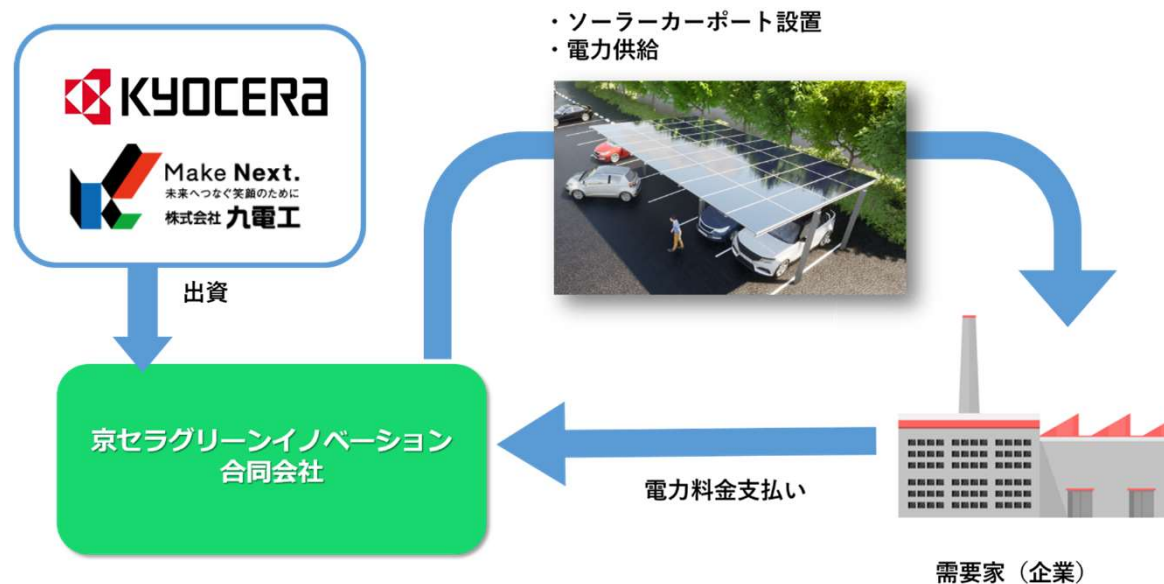 KYOCERA
Make Next.
未来へつなぐ笑顔のために
株式会社 九電工
出資
・ソーラーカーポート設置
・電力供給
京セラグリーンイノベーション
合同会社
電力料金支払い
需要家（企業）